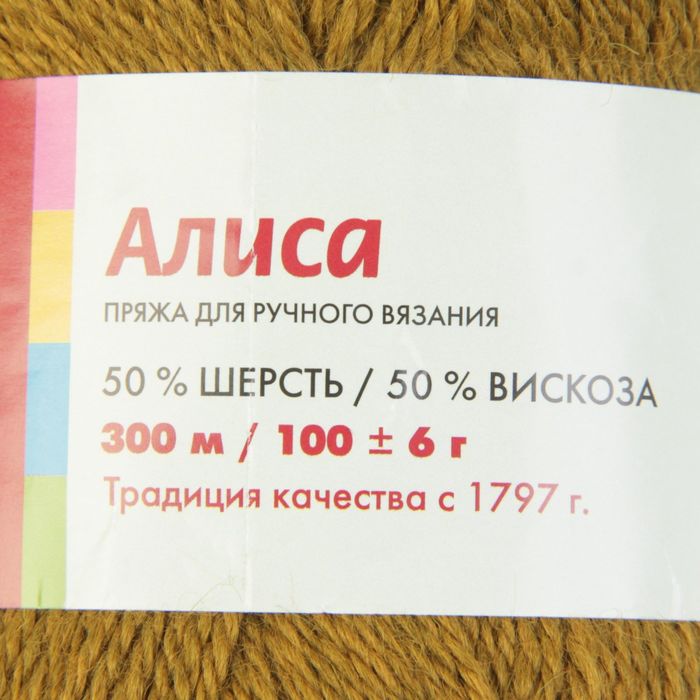 Алиса
ПРЯЖА ДЛЯ РУЧНОГО ВЯЗАНИЯ
50 % ШЕРСТЬ / 50 % ВИСКОЗА
300 м / 100 ± 6 г
Традиция качества с 1797 г.